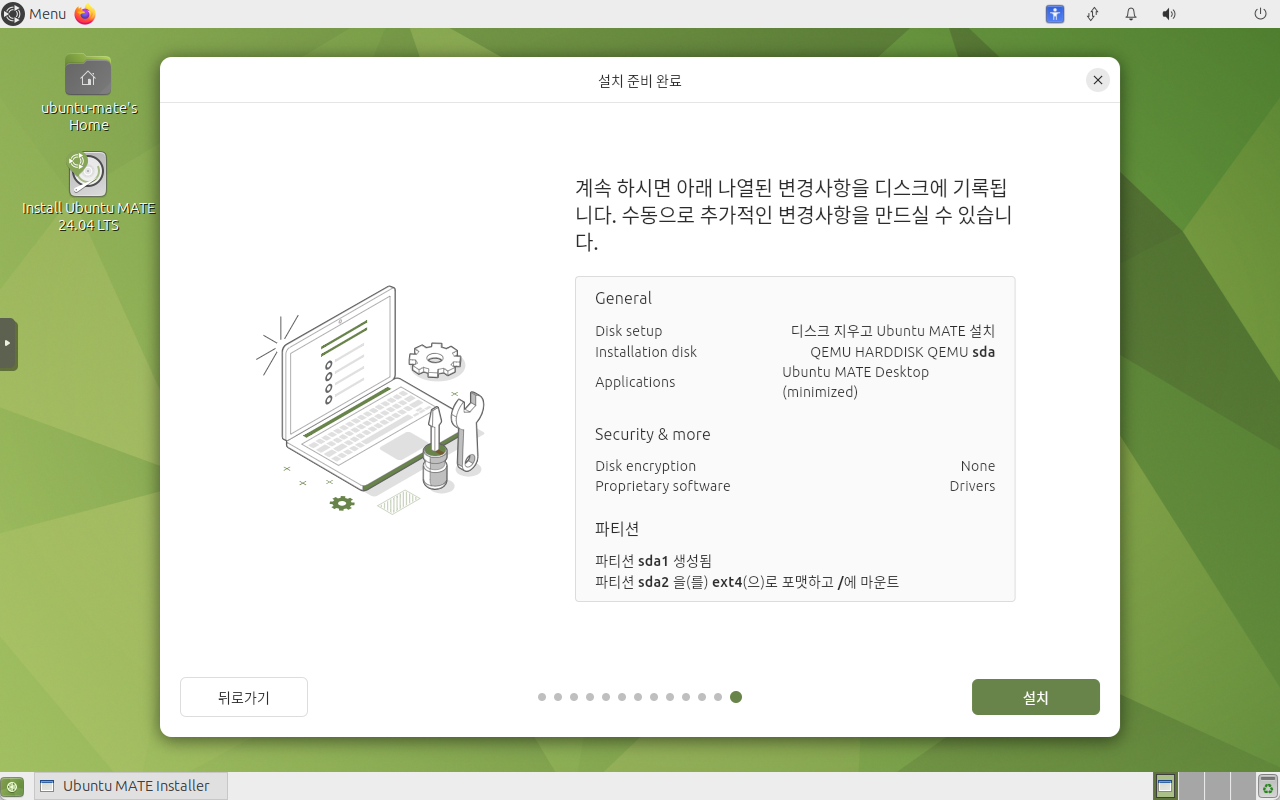 Menu
ubuntu-mate's
Home
Install Ubuntu MATE
24.04 LTS
설치 준비 완료
계속 하시면 아래 나열된 변경사항을 디스크에 기록됩
니다. 수동으로 추가적인 변경사항을 만드실 수 있습니
다.
General
Disk setup 디스크 지우고 Ubuntu MATE 설치
Installation disk QEMU HARDDISK QEMU sda
Applications Ubuntu MATE Desktop
(minimized)
Security & more
Disk encryption None
Proprietary software Drivers
파티션
파티션 sda1 생성됨
파티션 sda2 을(를) ext4(으)로 포맷하고 /에 마운트
뒤로가기
설치
Ubuntu MATE Installer